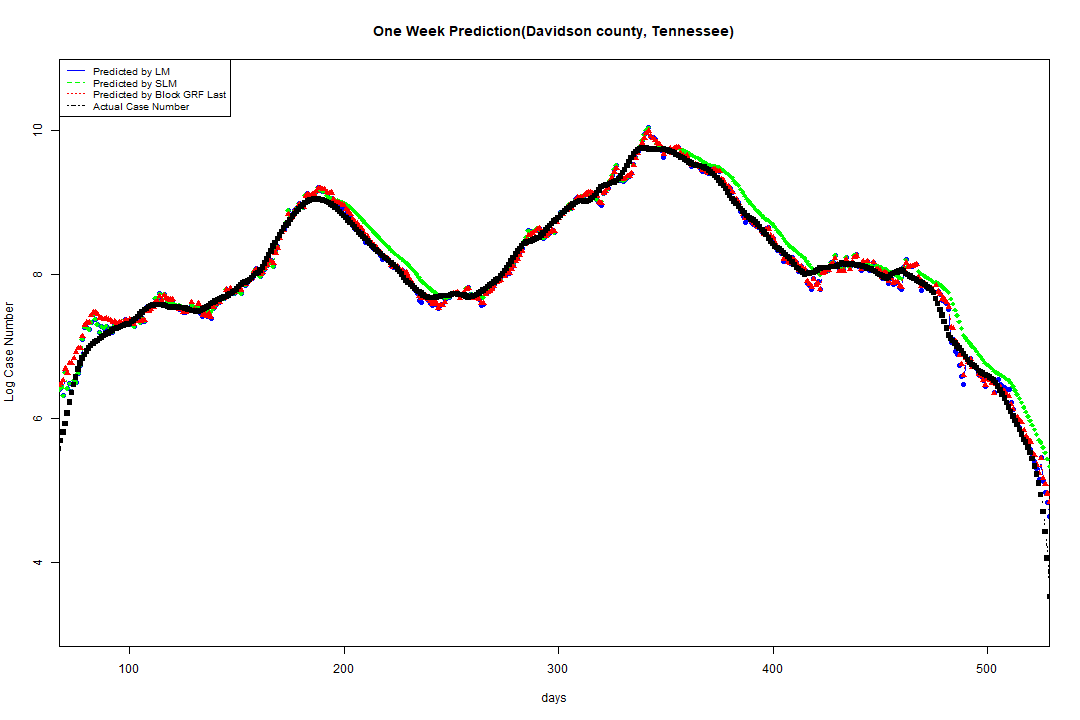 One Week Prediction(Davidson county, Tennessee)
Predicted by LM
Predicted by SLM
Predicted by Block GRF Last
Actual Case Number
10
8
6
4
Log Case Number
100 200 300 400 500
days